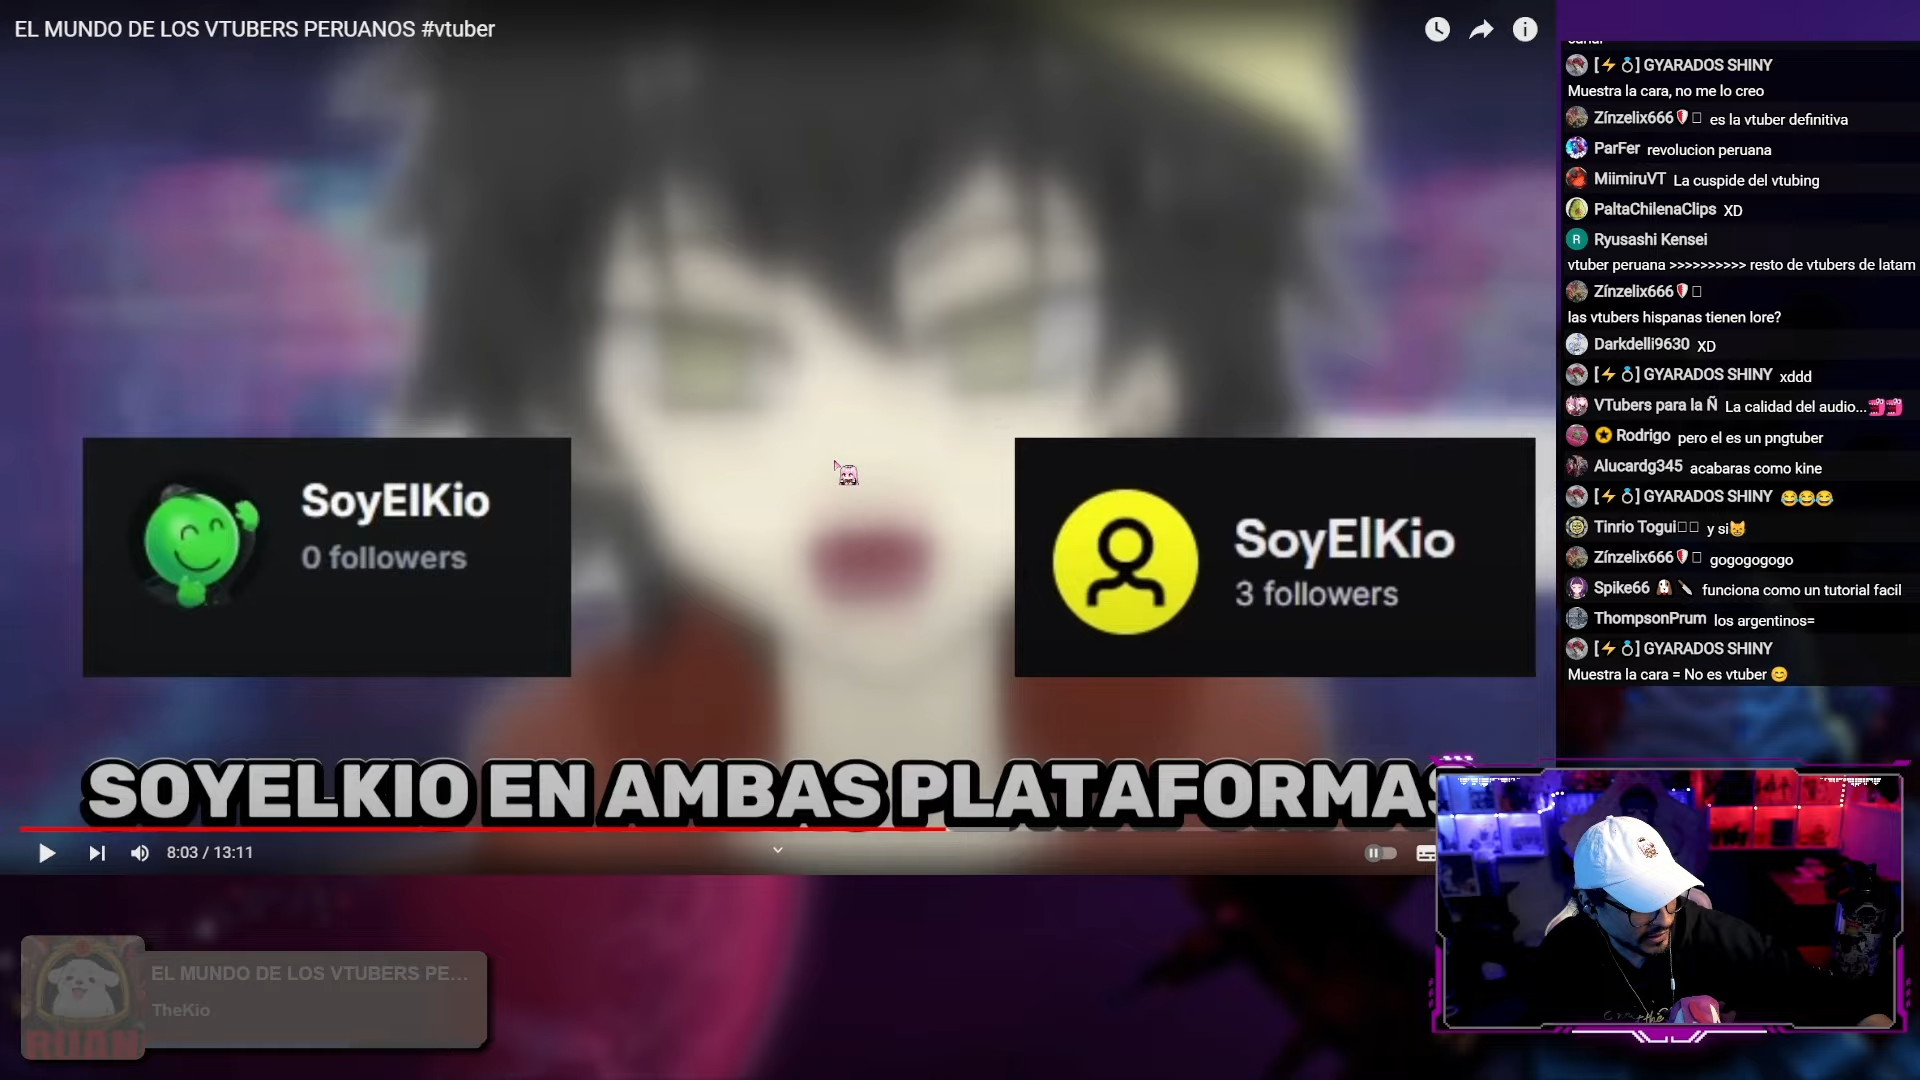 EL MUNDO DE LOS VTUBERS PERUANOS #vtuber
SoyElKio
0 followers
SoyElKio
3 followers
SOYELKIO EN AMBAS PLATAFORMAS
8:03 / 13:11
EL MUNDO DE LOS VTUBERS PE...
TheKio
RUAN
canal
[⚡💍] GYARADOS SHINY
Muestra la cara, no me lo creo
Zínzelix666 es la vtuber definitiva
ParFer revolucion peruana
MiimiruVT La cuspide del vtubing
PaltaChilenaClips XD
R Ryusashi Kensei
vtuber peruana >>>>>>>>>> resto de vtubers de latam
Zínzelix666
las vtubers hispanas tienen lore?
Darkdelli9630 XD
[⚡💍] GYARADOS SHINY xddd
VTubers para la Ñ La calidad del audio...
Rodrigo pero el es un pngtuber
Alucardg345 acabaras como kine
[⚡💍] GYARADOS SHINY 😂😂😂
Tinrio Togui y si😼
Zínzelix666 gogogogogo
Spike66 funciona como un tutorial facil
ThompsonPrum los argentinos=
[⚡💍] GYARADOS SHINY
Muestra la cara = No es vtuber 😊